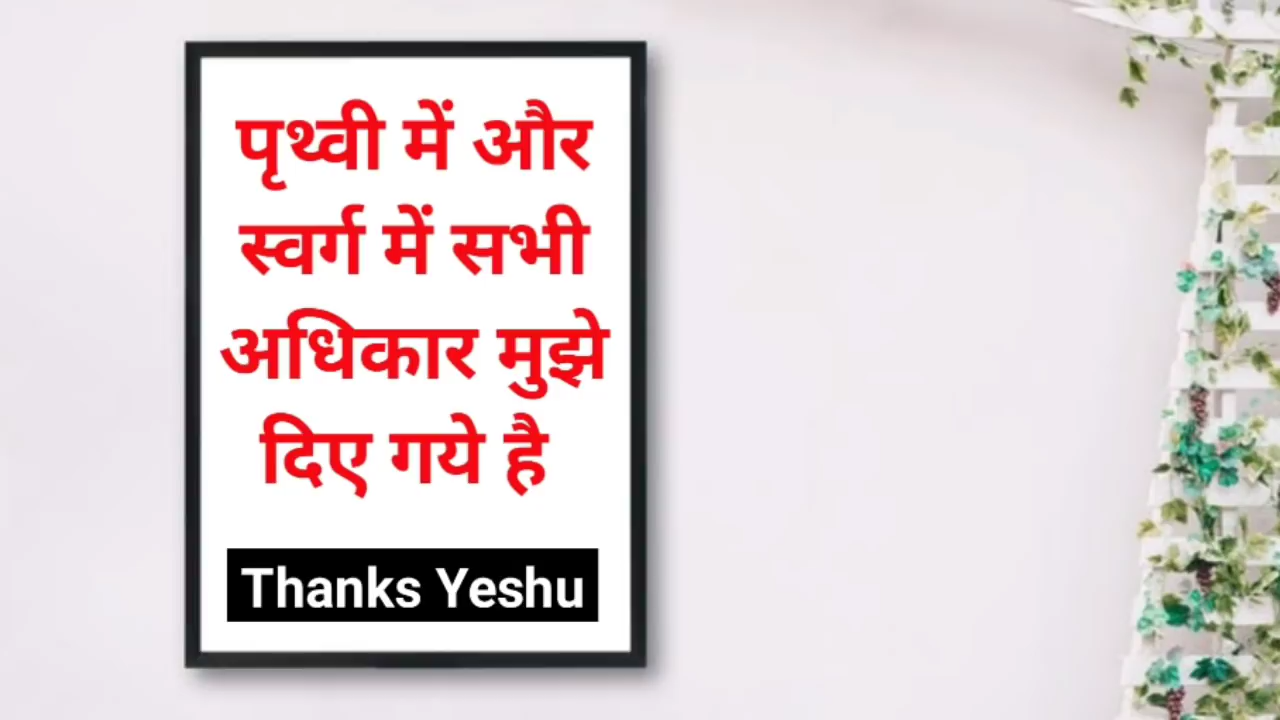 पृथ्वी में और
स्वर्ग में सभी
अधिकार मुझे
दिए गये है
Thanks Yeshu